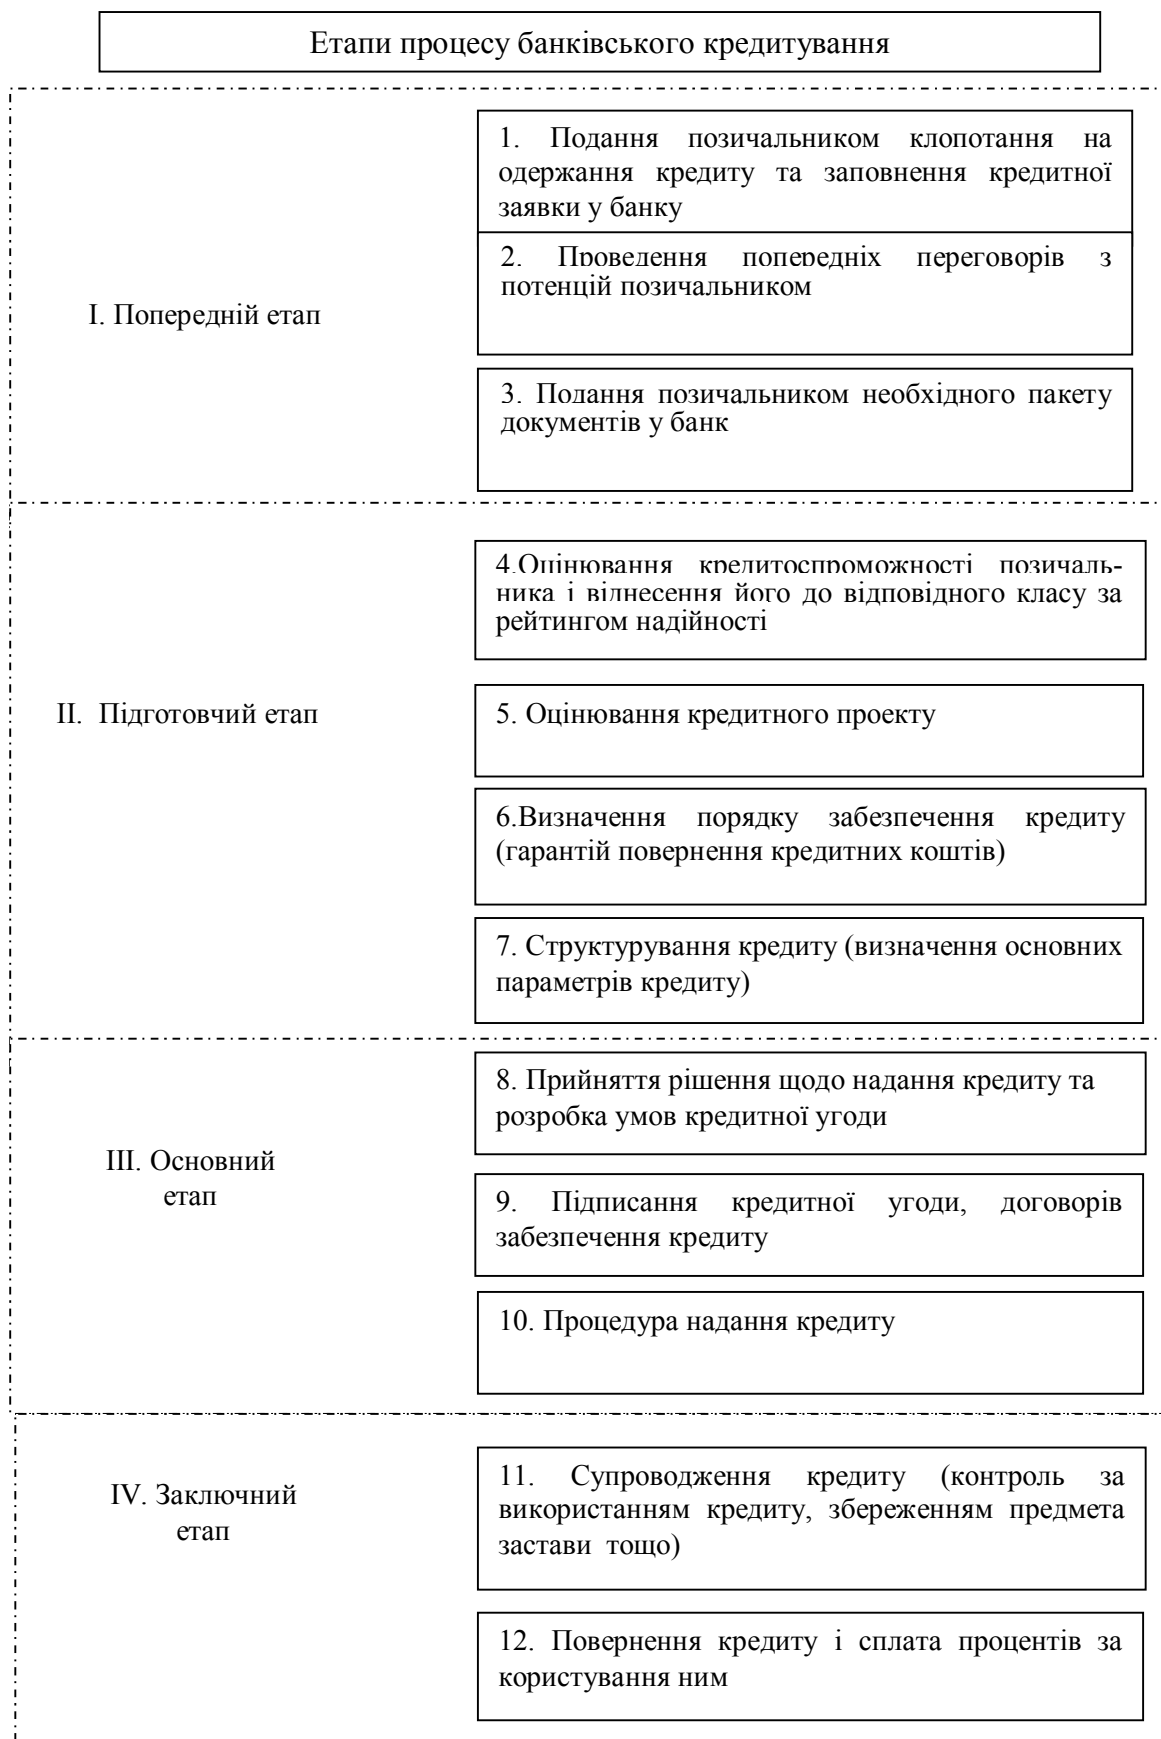 Етапи процесу банківського кредитування
1. Подання позичальником клопотання на
одержання кредиту та заповнення кредитної
заявки у банку
2. Проведення попередніх переговорів з
потенцій позичальником
І. Попередній етап
3. Подання позичальником необхідного пакету
документів у банк
4.Оцінювання кредитоспроможності позичаль-
ника і віднесення його до відповідного класу за
рейтингом надійності
ІІ. Підготовчий етап
5. Оцінювання кредитного проекту
6.Визначення порядку забезпечення кредиту
(гарантій повернення кредитних коштів)
7. Структурування кредиту (визначення основних
параметрів кредиту)
8. Прийняття рішення щодо надання кредиту та
розробка умов кредитної угоди
ІІІ. Основний
етап
9. Підписання кредитної угоди, договорів
забезпечення кредиту
10. Процедура надання кредиту
IV. Заключний
етап
11. Супроводження кредиту (контроль за
використанням кредиту, збереженням предмета
застави тощо)
12. Повернення кредиту і сплата процентів за
користування ним